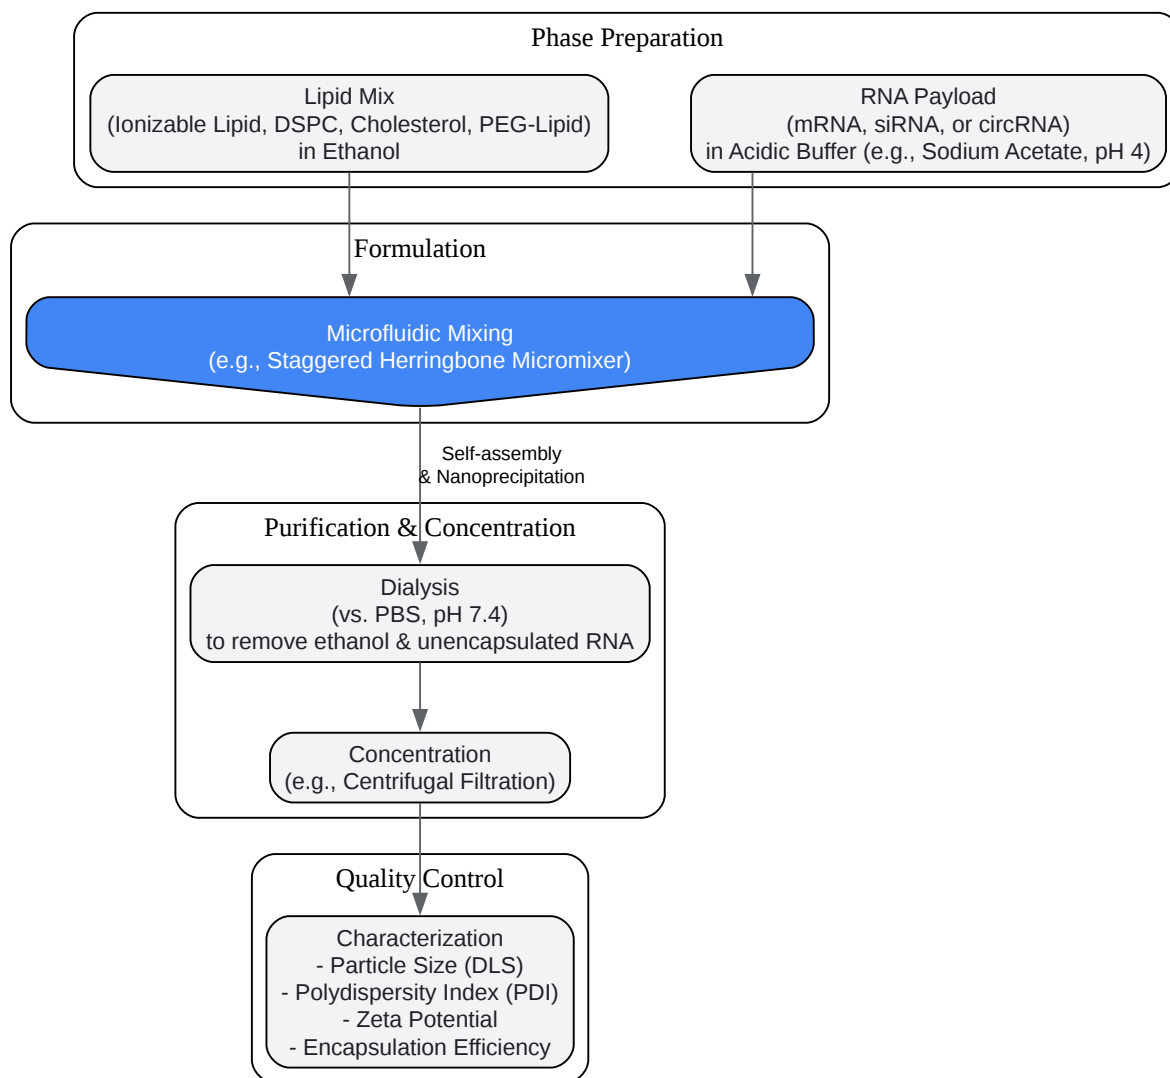 Phase Preparation
Lipid Mix
(Ionizable Lipid, DSPC, Cholesterol, PEG-Lipid)
in Ethanol
RNA Payload
(mRNA, siRNA, or circRNA)
in Acidic Buffer (e.g., Sodium Acetate, pH 4)
Formulation
Microfluidic Mixing
(e.g., Staggered Herringbone Micromixer)
Self-assembly
& Nanoprecipitation
Purification & Concentration
Dialysis
(vs. PBS, pH 7.4)
to remove ethanol & unencapsulated RNA
Concentration
(e.g., Centrifugal Filtration)
Quality Control
Characterization
- Particle Size (DLS)
- Polydispersity Index (PDI)
- Zeta Potential
- Encapsulation Efficiency